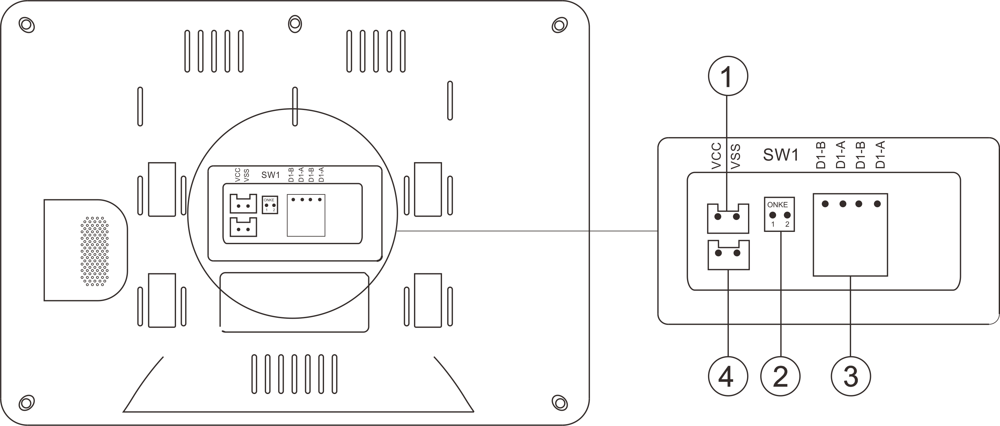 VCC
VSS
SW1
D1-B
D1-A
D1-B
D1-A
ONKE
1 2
1
VCC
VSS
SW1
D1-B
D1-A
D1-B
D1-A
ONKE
1 2
4
2
3